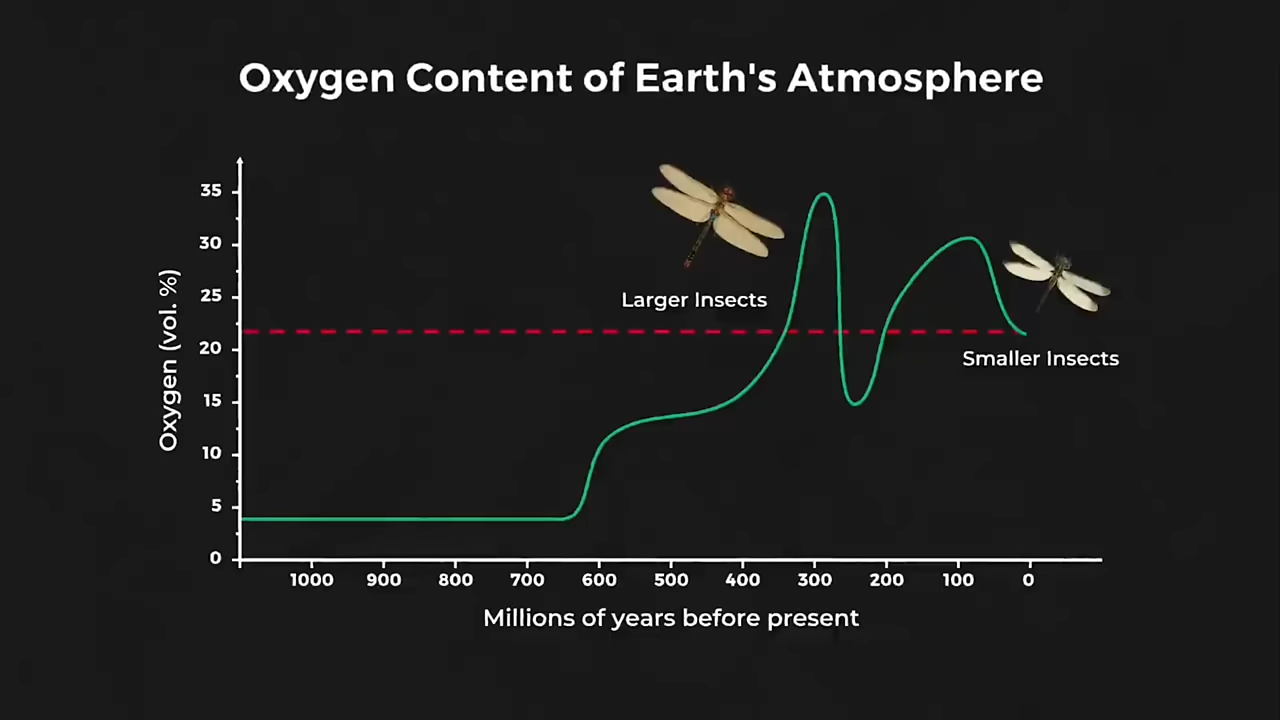 Oxygen Content of Earth's Atmosphere
Oxygen (vol. %)
35
30
25
20
15
10
5
0
Larger Insects
Smaller Insects
1000 900 800 700 600 500 400 300 200 100 0
Millions of years before present